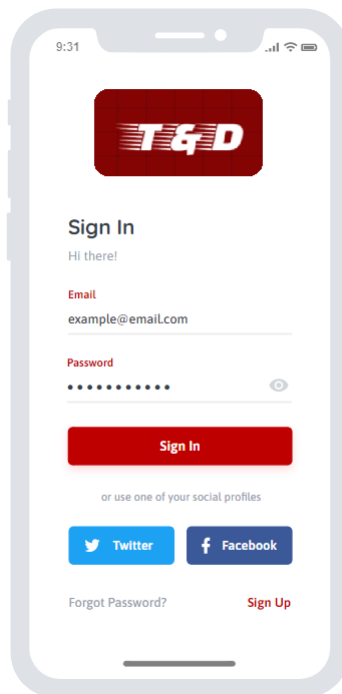 9:31
T & D
Sign In
Hi there!
Email
example@email.com
Password
•••••••••••
Sign In
or use one of your social profiles
Twitter Facebook
Forgot Password? Sign Up